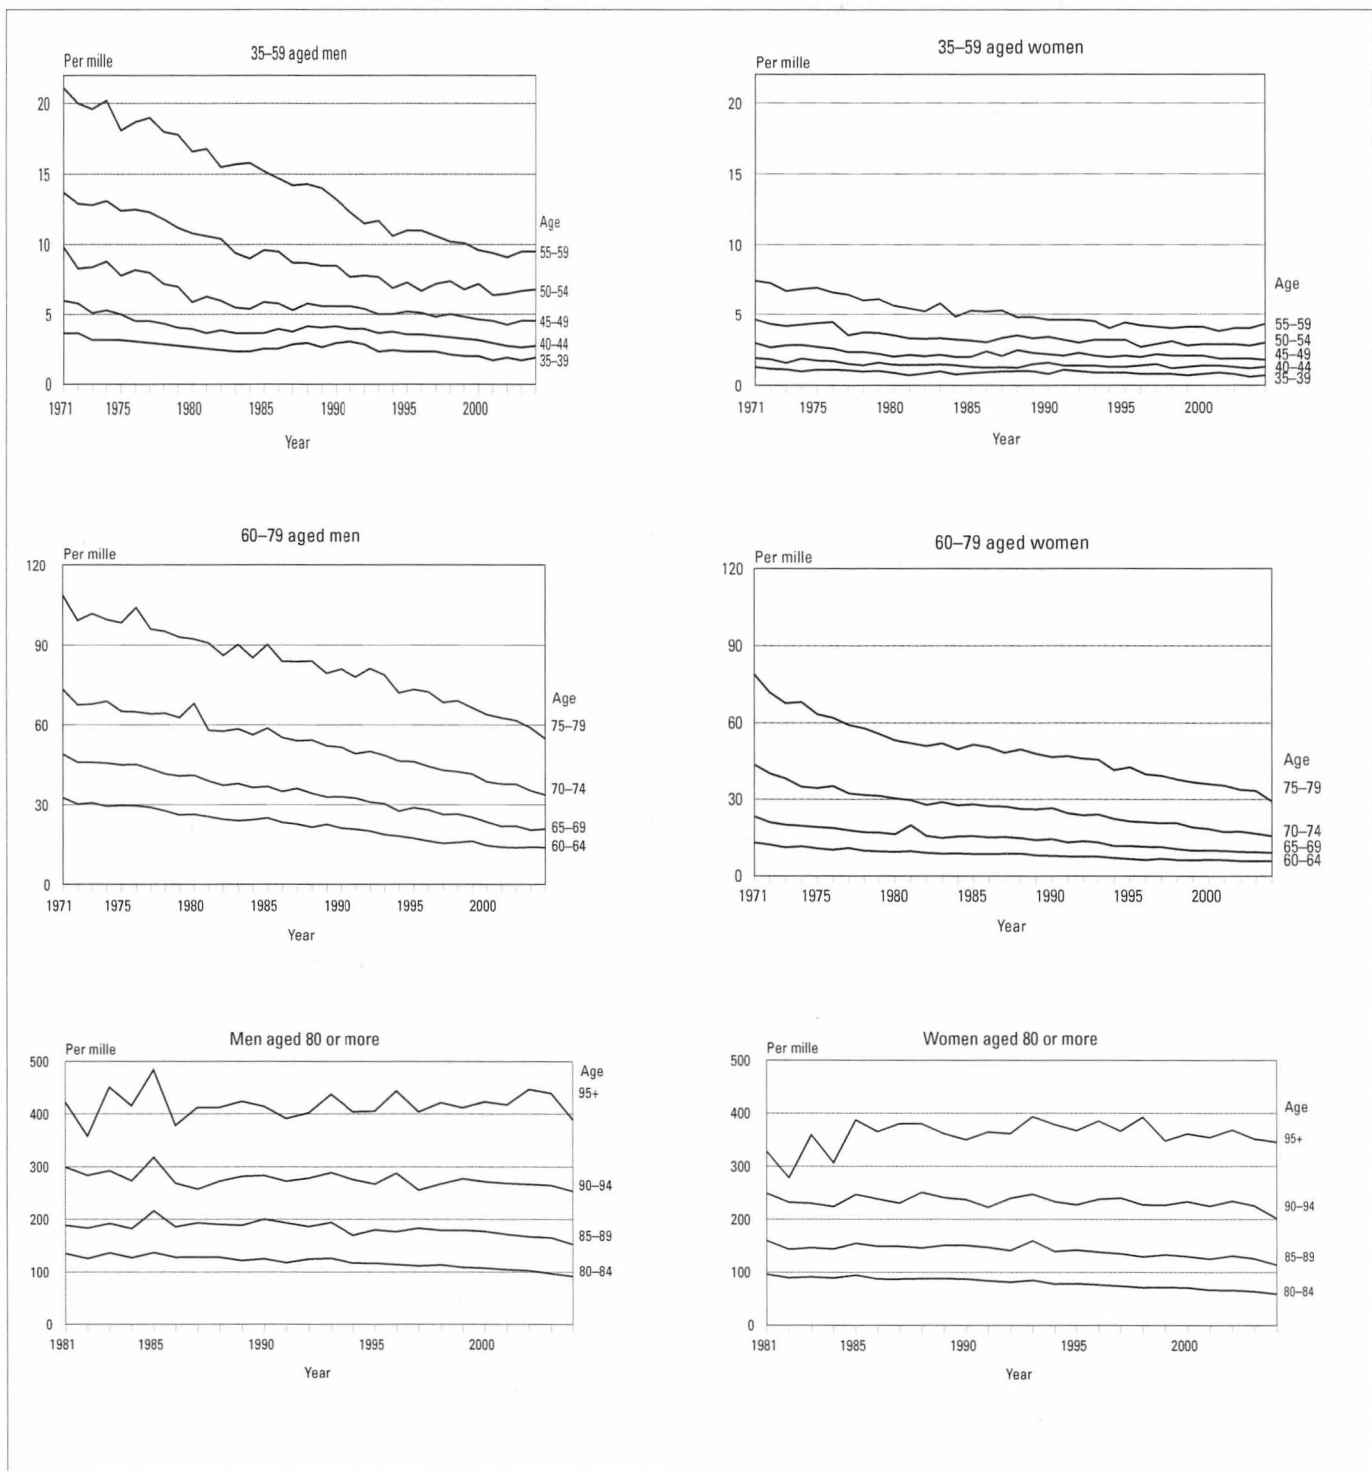 35–59 aged men
Per mille
20
15
10
5
0
Age
55–59
50–54
45–49
40–44
35–39
1971 1975 1980 1985 1990 1995 2000
Year
35–59 aged women
Per mille
20
15
10
5
0
Age
55–59
50–54
45–49
40–44
35–39
1971 1975 1980 1985 1990 1995 2000
Year
60–79 aged men
Per mille
120
90
60
30
0
Age
75–79
70–74
65–69
60–64
1971 1975 1980 1985 1990 1995 2000
Year
60–79 aged women
Per mille
120
90
60
30
0
Age
75–79
70–74
65–69
60–64
1971 1975 1980 1985 1990 1995 2000
Year
Men aged 80 or more
Per mille
500
400
300
200
100
0
Age
95+
90–94
85–89
80–84
1981 1985 1990 1995 2000
Year
Women aged 80 or more
Per mille
500
400
300
200
100
0
Age
95+
90–94
85–89
80–84
1981 1985 1990 1995 2000
Year